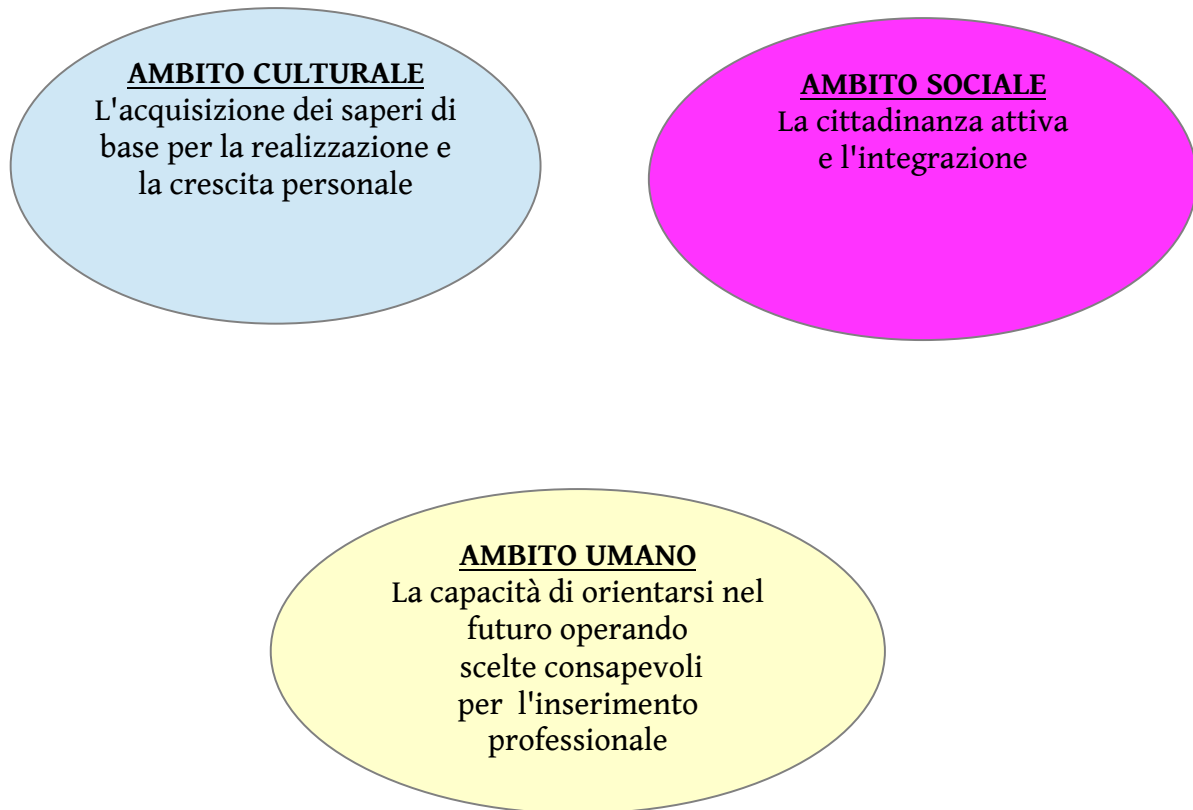 AMBITO CULTURALE
L'acquisizione dei saperi di
base per la realizzazione e
la crescita personale
AMBITO SOCIALE
La cittadinanza attiva
e l'integrazione
AMBITO UMANO
La capacità di orientarsi nel
futuro operando
scelte consapevoli
per l'inserimento
professionale